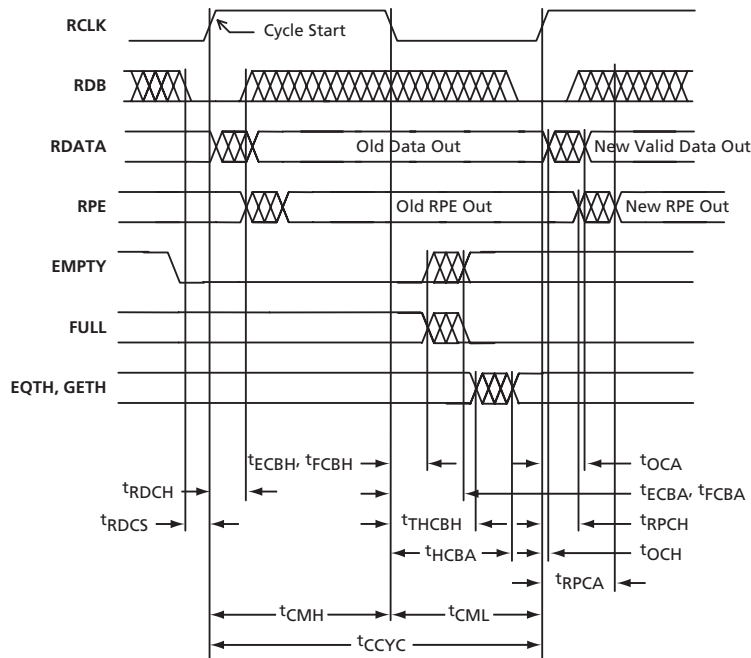 RCLK
Cycle Start
RDB
RDATA
Old Data Out
New Valid Data Out
RPE
Old RPE Out
New RPE Out
EMPTY
FULL
EQTH, GETH
tECBH, tFCBH
tOCA
tRDCH
tECBA, tFCBA
tRDCS
tTHCBH
tRPCH
tHCBA
tOCH
tRPCA
tCMH
tCML
tCCYC